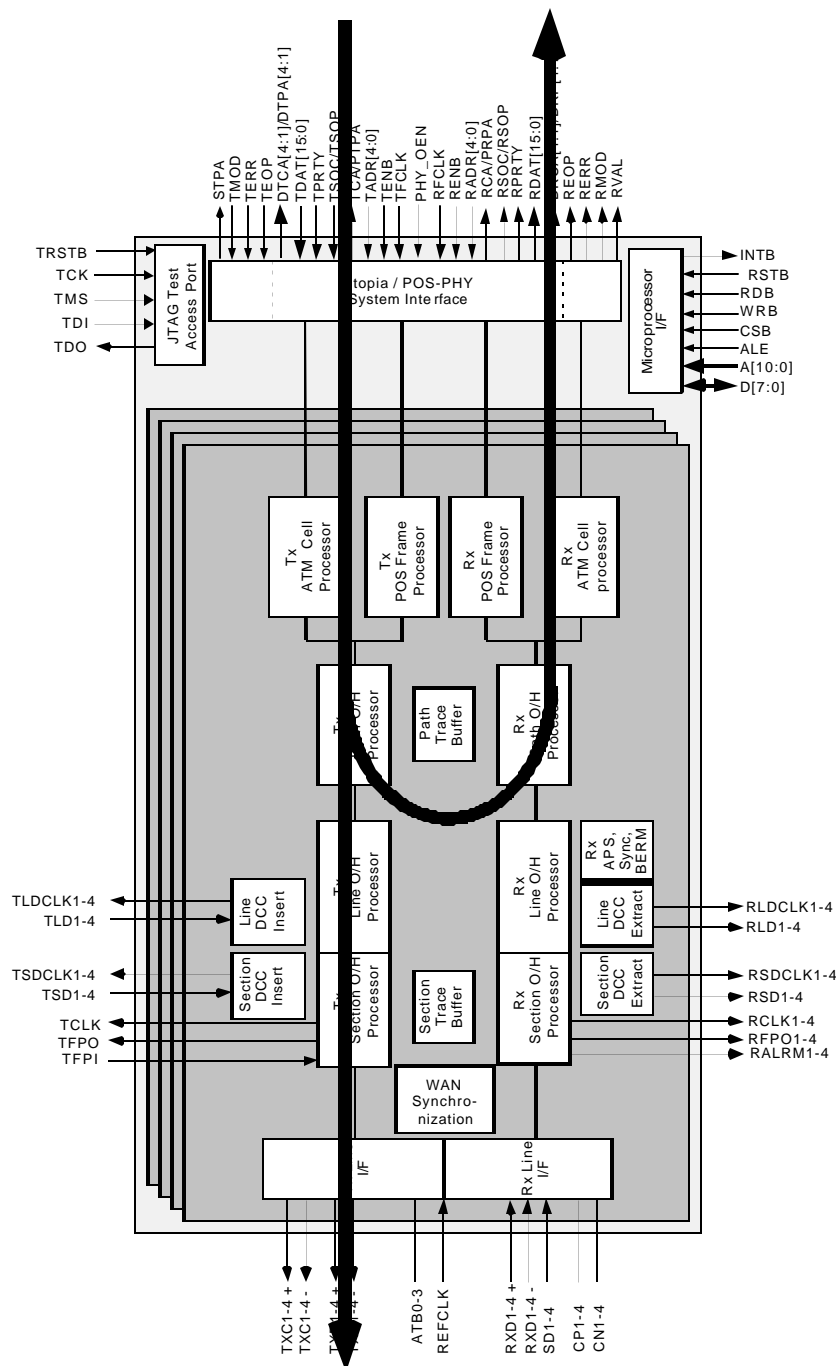 STPA
TMOD
TERR
TEOP
DTCA[4:1]/DTPA[4:1]
TDAT[15:0]
TPRTY
TSOC/TSOP
TCA/PTPA
TADR[4:0]
TENB
TFCLK
PHY_OEN
RFCLK
RENB
RADR[4:0]
RCA/PRPA
RSOC/RSOP
RPRTY
RDAT[15:0]
REOP
RERR
RMOD
RVAL
TRSTB
TCK
TMS
TDI
TDO
JTAG Test
Access Port
/ POS-PHY
System Interface
Microprocessor
I/F
INTB
RSTB
RDB
WRB
CSB
ALE
A[10:0]
D[7:0]
Tx
ATM Cell
Processor
Tx
POS Frame
Processor
Rx
POS Frame
Processor
Rx
ATM Cell
processor
O/H
Processor
Path
Trace
Buffer
Rx
O/H
Processor
Line O/H
Processor
Rx
Line O/H
Processor
Rx
APS,
Sync,
BERM
TLDCLK1-4
TLD1-4
Line
DCC
Insert
Line
DCC
Extract
RLDCLK1-4
RLD1-4
TSDCLK1-4
TSD1-4
TCLK
TFPO
TFPI
Section
DCC
Insert
Section O/H
Processor
Section
Trace
Buffer
Rx
Section O/H
Processor
Section
DCC
Extract
RSDCLK1-4
RSD1-4
RCLK1-4
RFPO1-4
RALRM1-4
WAN
Synchro-
nization
I/F
Rx Line
I/F
TXC1-4 +
TXC1-4 -
ATB0-3
REFCLK
RXD1-4 +
RXD1-4 -
SD1-4
CP1-4
CN1-4